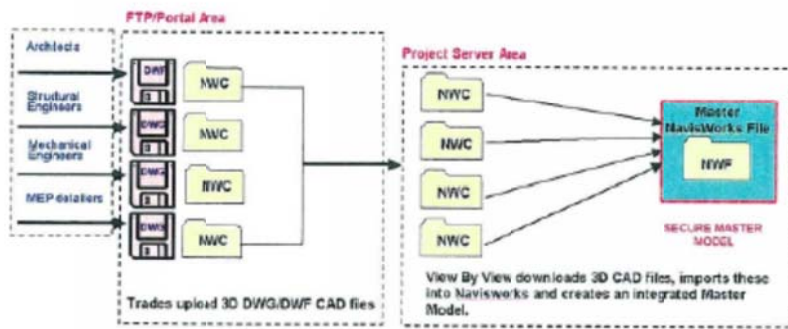 FTP/Portal Area
Project Server Area
Architects
Structural
Engineers
Mechanical
Engineers
MEP detailers
DWF
NWC
DWG
NWC
DWG
NWC
DWG
NWC
NWC
NWC
NWC
NWC
Master
NavisWorks File
NWF
SECURE MASTER
MODEL
Trades upload 3D DWG/DWF CAD files
View By View downloads 3D CAD files, imports these
into Navisworks and creates an integrated Master
Model.